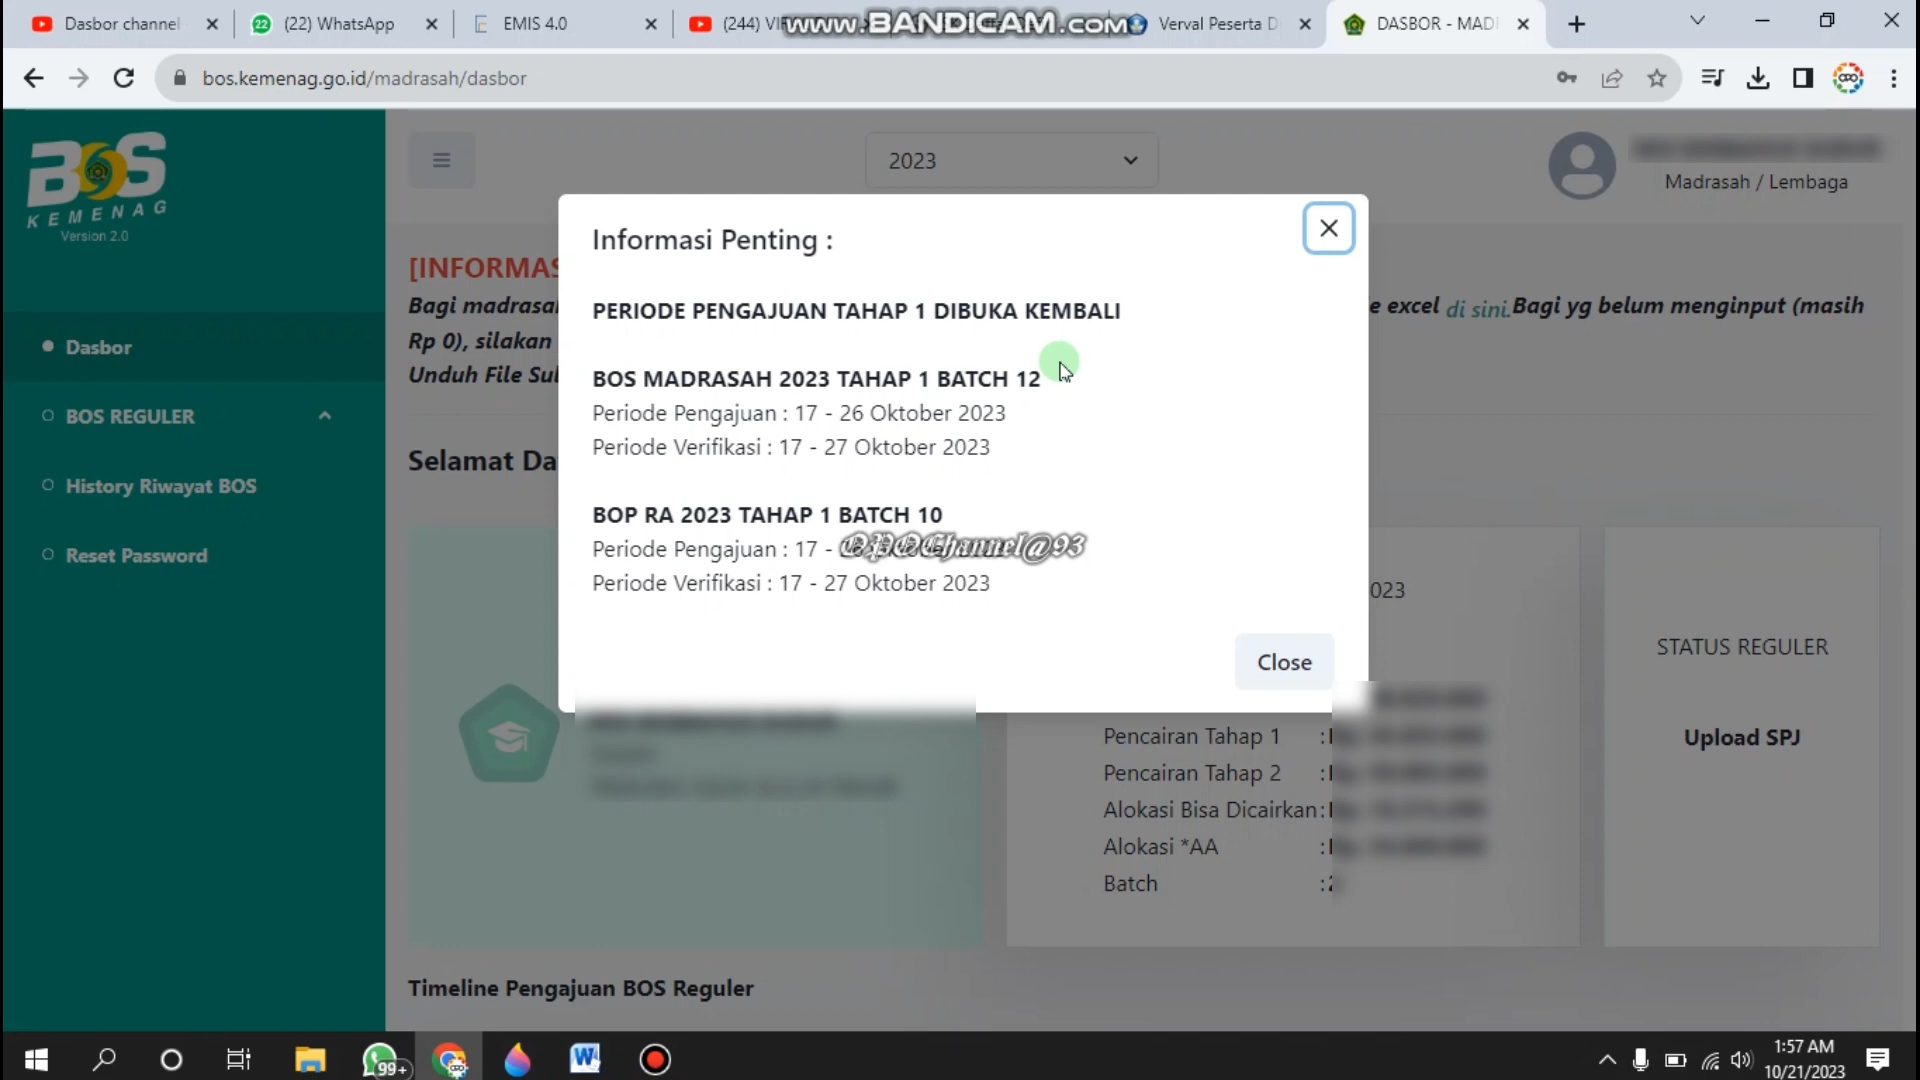 Dasbor channel
(22) WhatsApp
EMIS 4.0
(244) VI
www.BANDICAM.com
Verval Peserta D
DASBOR - MAD
bos.kemenag.go.id/madrasah/dasbor
BOS
KEMENAG
Version 2.0
2023
Madrasah / Lembaga
Informasi Penting :
PERIODE PENGAJUAN TAHAP 1 DIBUKA KEMBALI
BOS MADRASAH 2023 TAHAP 1 BATCH 12
Periode Pengajuan : 17 - 26 Oktober 2023
Periode Verifikasi : 17 - 27 Oktober 2023
BOP RA 2023 TAHAP 1 BATCH 10
Periode Pengajuan : 17 -
OPOChannel@93
Periode Verifikasi : 17 - 27 Oktober 2023
Close
[INFORMAS
Bagi madrasa
e excel di sini.Bagi yg belum menginput (masih
Rp 0), silakan
Unduh File Su
Selamat Da
Dasbor
BOS REGULER
History Riwayat BOS
Reset Password
023
Pencairan Tahap 1 :
Pencairan Tahap 2 :
Alokasi Bisa Dicairkan :
Alokasi *AA :
Batch :2
STATUS REGULER
Upload SPJ
Timeline Pengajuan BOS Reguler
99+
1:57 AM
10/21/2023